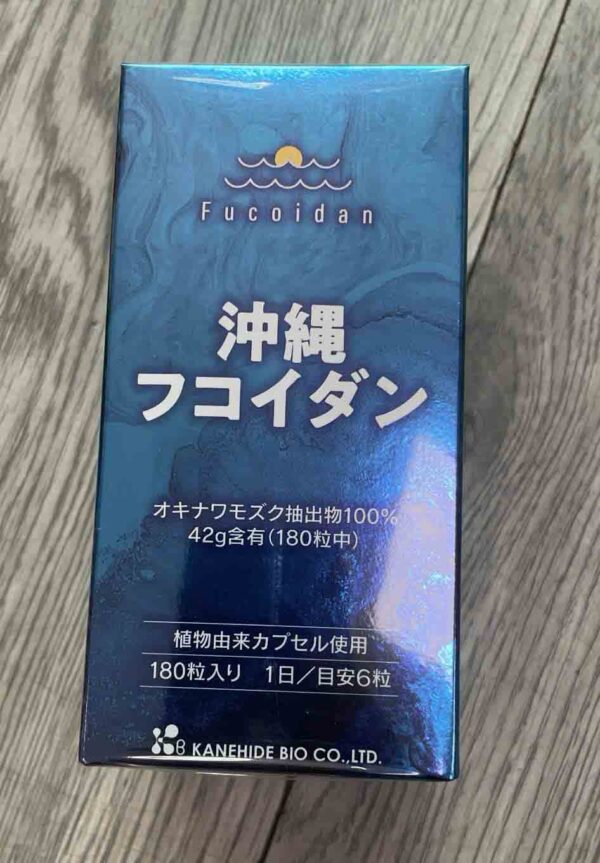 Fucoidan
沖縄
フコイダン
オキナワモズク抽出物100%
42g含有(180粒中)
植物由来カプセル使用
180粒入り 1日/目安6粒
KB KANEHIDE BIO CO.,LTD.